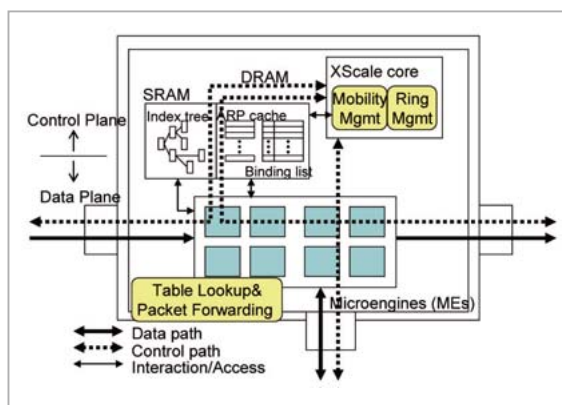 DRAM
XScale core
SRAM
Index tree
ARP cache
Mobility
Mgmt
Ring
Mgmt
Control Plane
Binding list
Data Plane
Table Lookup&
Packet Forwarding
Microengines (MEs)
Data path
Control path
Interaction/Access